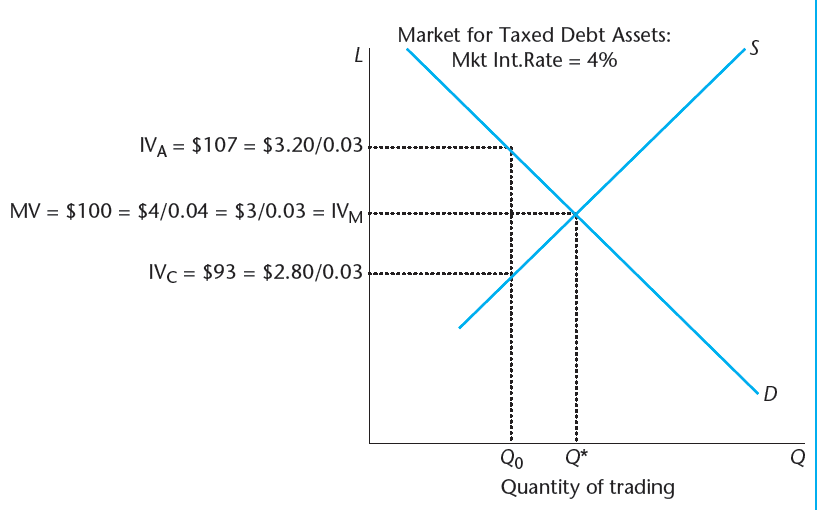 Market for Taxed Debt Assets:
Mkt Int.Rate = 4%
L
S
IVA = $107 = $3.20/0.03
MV = $100 = $4/0.04 = $3/0.03 = IVM
IVC = $93 = $2.80/0.03
D
Q0 Q* Q
Quantity of trading